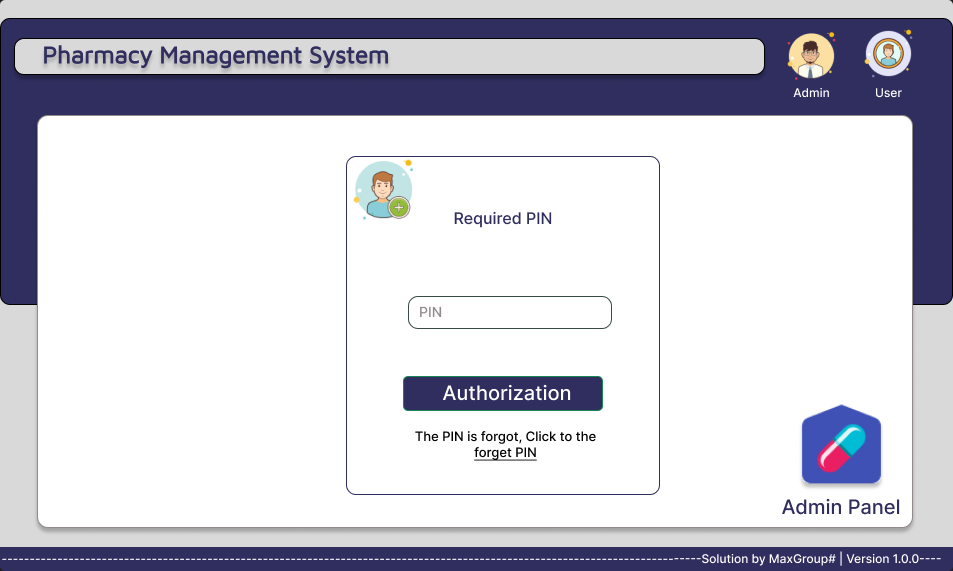 Pharmacy Management System
Admin
User
Required PIN
PIN
Authorization
The PIN is forgot, Click to the
forget PIN
Admin Panel
Solution by MaxGroup# | Version 1.0.0----